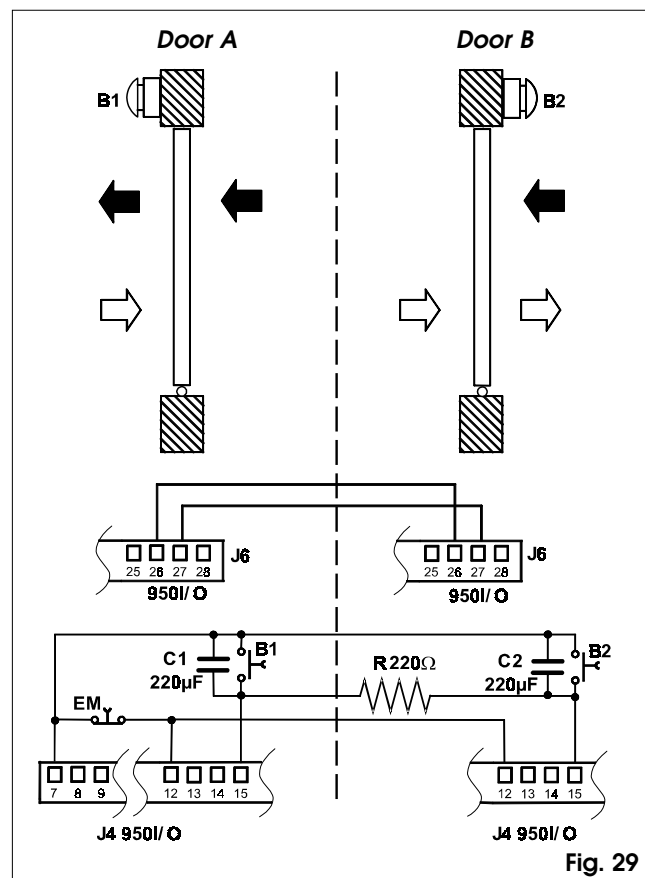 Door A Door B
B1 B2
J6 J6
25 26 27 28 25 26 27 28
950I/O 950I/O
C1 B1 R 220Ω C2 B2
220µF 220µF
EM
7 8 9 12 13 14 15 12 13 14 15
J4 950I/O J4 950I/O
Fig. 29